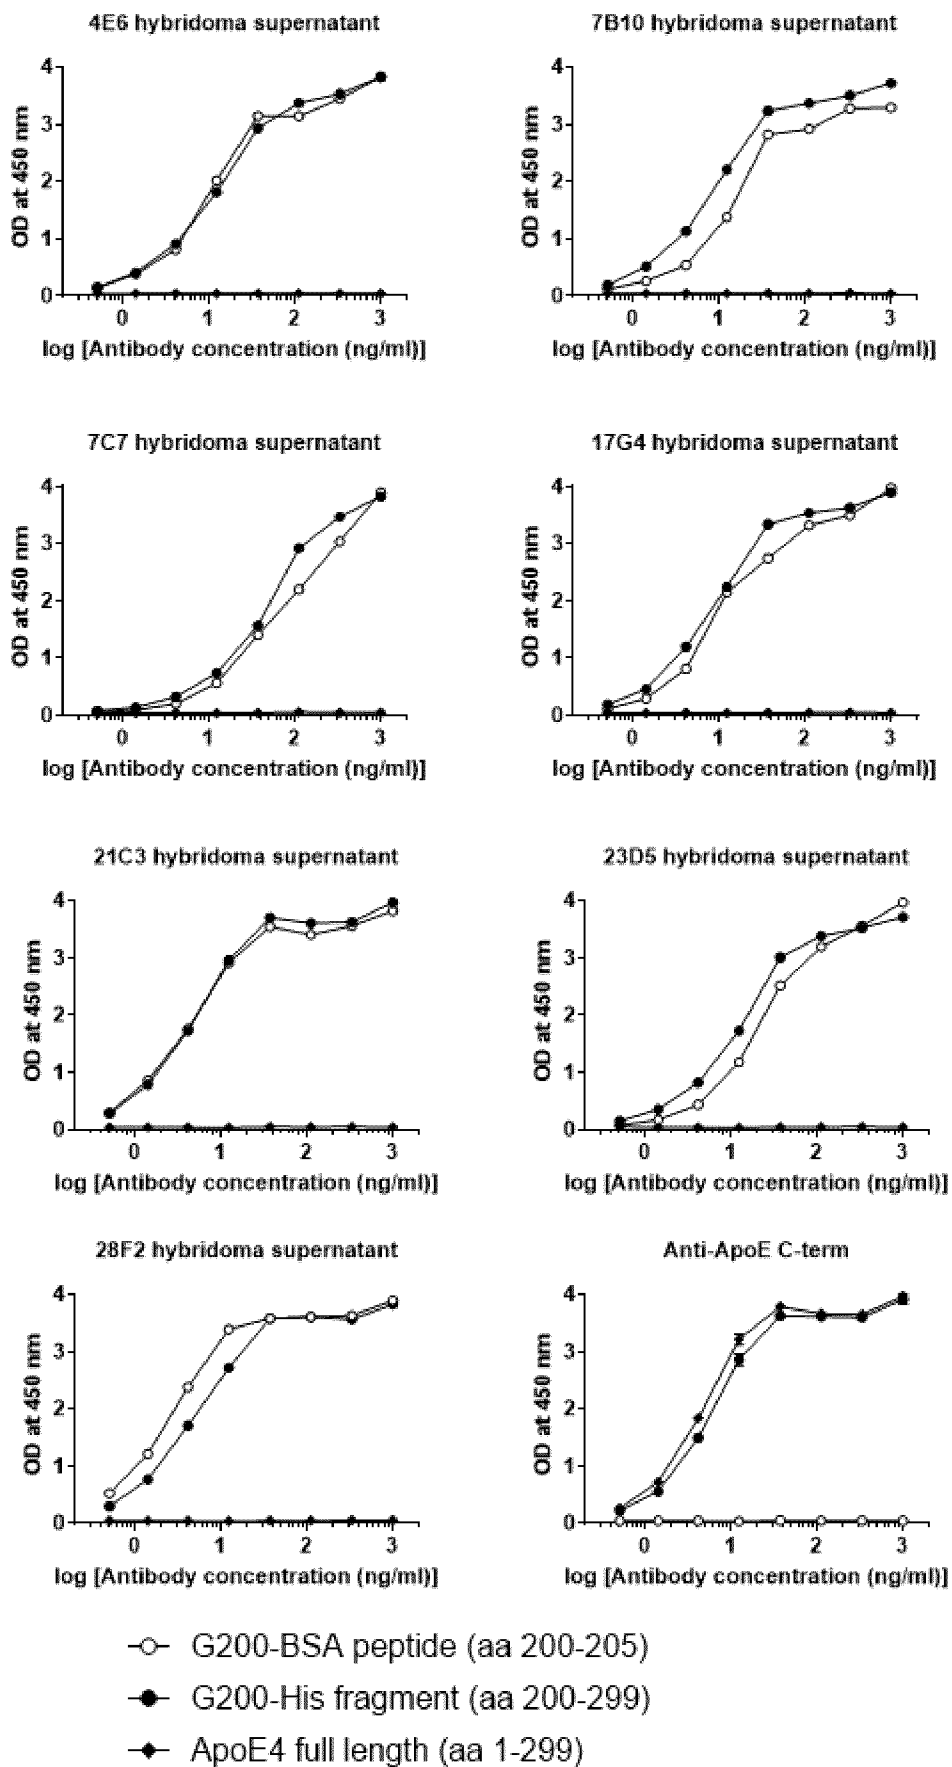 4E6 hybridoma supernatant
OD at 450 nm
4
3
2
1
0
0 1 2 3
log [Antibody concentration (ng/ml)]
7B10 hybridoma supernatant
OD at 450 nm
4
3
2
1
0
0 1 2 3
log [Antibody concentration (ng/ml)]
7C7 hybridoma supernatant
OD at 450 nm
4
3
2
1
0
0 1 2 3
log [Antibody concentration (ng/ml)]
17G4 hybridoma supernatant
OD at 450 nm
4
3
2
1
0
0 1 2 3
log [Antibody concentration (ng/ml)]
21C3 hybridoma supernatant
OD at 450 nm
4
3
2
1
0
0 1 2 3
log [Antibody concentration (ng/ml)]
23D5 hybridoma supernatant
OD at 450 nm
4
3
2
1
0
0 1 2 3
log [Antibody concentration (ng/ml)]
28F2 hybridoma supernatant
OD at 450 nm
4
3
2
1
0
0 1 2 3
log [Antibody concentration (ng/ml)]
Anti-ApoE C-term
OD at 450 nm
4
3
2
1
0
0 1 2 3
log [Antibody concentration (ng/ml)]
G200-BSA peptide (aa 200-205)
G200-His fragment (aa 200-299)
ApoE4 full length (aa 1-299)